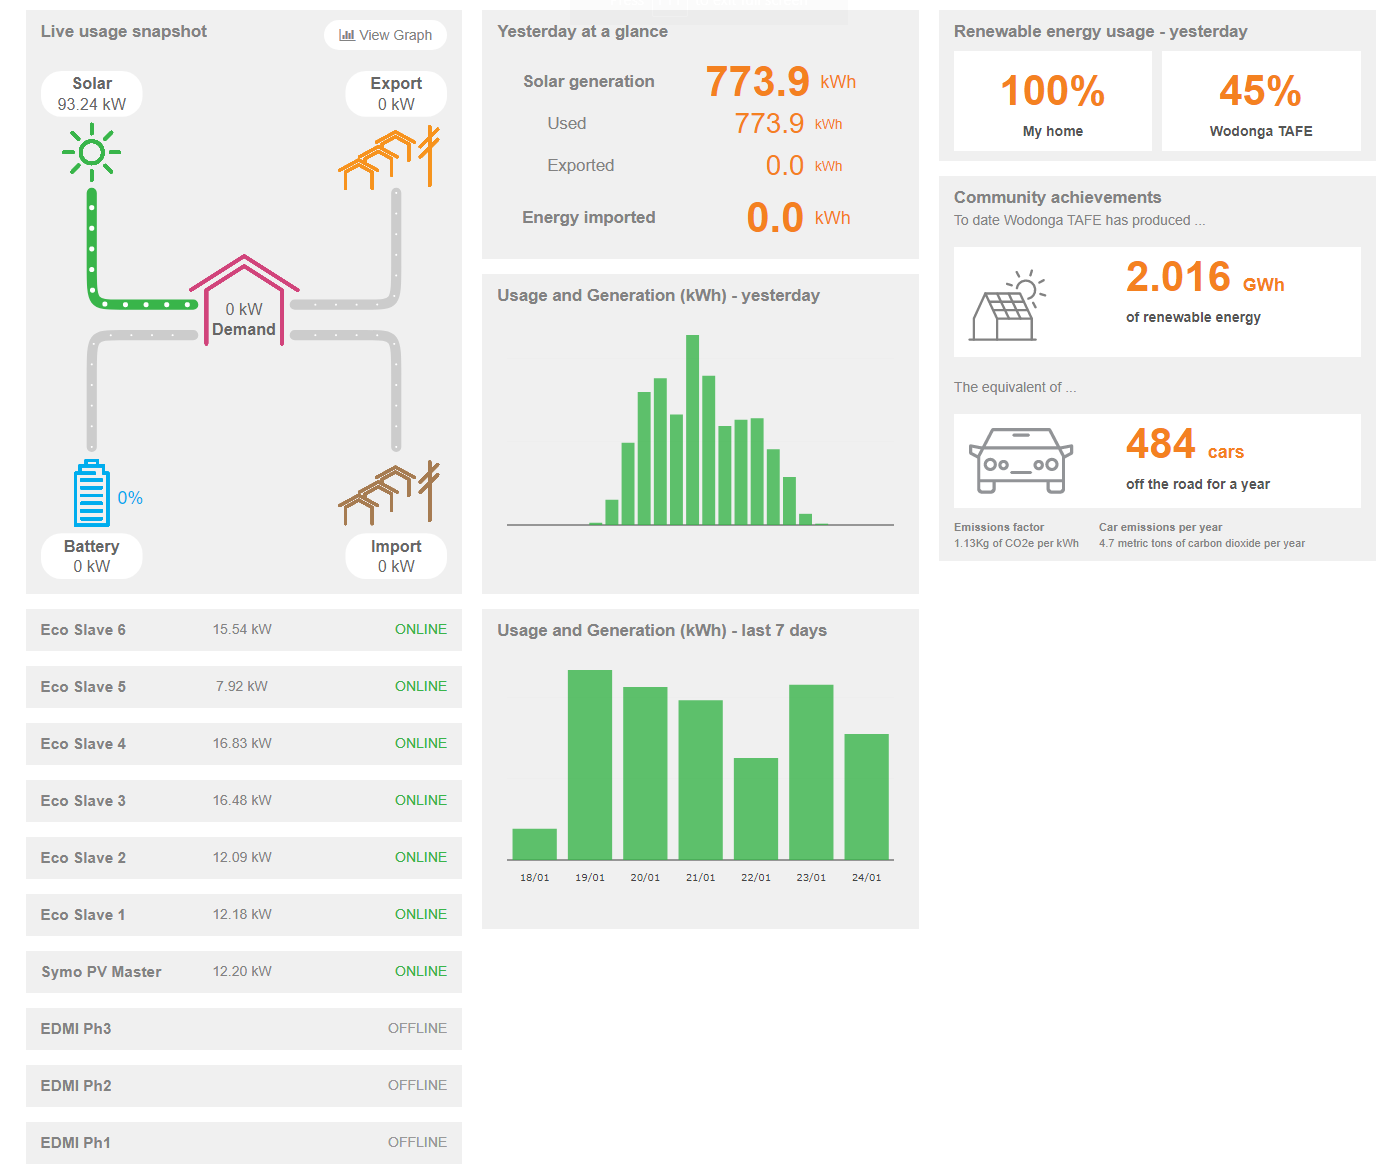 Live usage snapshot
View Graph
Solar
93.24 kW
Export
0 kW
0 kW
Demand
0%
Battery
0 kW
Import
0 kW
Eco Slave 6 15.54 kW ONLINE
Eco Slave 5 7.92 kW ONLINE
Eco Slave 4 16.83 kW ONLINE
Eco Slave 3 16.48 kW ONLINE
Eco Slave 2 12.09 kW ONLINE
Eco Slave 1 12.18 kW ONLINE
Symo PV Master 12.20 kW ONLINE
EDMI Ph3 OFFLINE
EDMI Ph2 OFFLINE
EDMI Ph1 OFFLINE
Yesterday at a glance
Solar generation 773.9 kWh
Used 773.9 kWh
Exported 0.0 kWh
Energy imported 0.0 kWh
Usage and Generation (kWh) - yesterday
Usage and Generation (kWh) - last 7 days
18/01 19/01 20/01 21/01 22/01 23/01 24/01
Renewable energy usage - yesterday
100%
My home
45%
Wodonga TAFE
Community achievements
To date Wodonga TAFE has produced ...
2.016 GWh
of renewable energy
The equivalent of ...
484 cars
off the road for a year
Emissions factor
1.13Kg of CO2e per kWh
Car emissions per year
4.7 metric tons of carbon dioxide per year